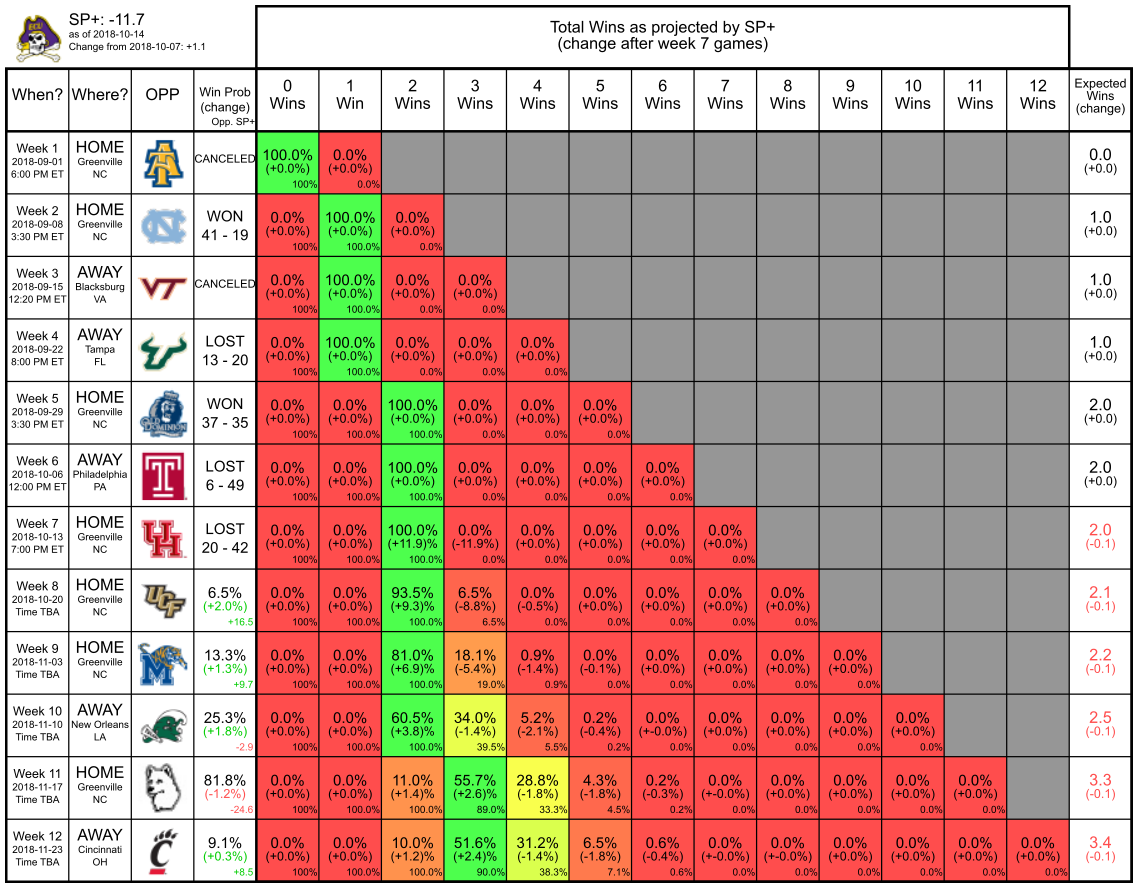 SP+: -11.7
as of 2018-10-14
Change from 2018-10-07: +1.1
Total Wins as projected by SP+
(change after week 7 games)
When? Where? OPP Win Prob (change) Opp. SP+ 0 Wins 1 Win 2 Wins 3 Wins 4 Wins 5 Wins 6 Wins 7 Wins 8 Wins 9 Wins 10 Wins 11 Wins 12 Wins Expected Wins (change)
Week 1 HOME
2018-09-01 Greenville CANCELED 100.0% 0.0% 0.0
6:00 PM ET NC (+0.0%) (+0.0%) (+0.0)
100% 0.0%
Week 2 HOME
2018-09-08 Greenville WON 0.0% 100.0% 0.0% 1.0
3:30 PM ET NC 41 - 19 (+0.0%) (+0.0%) (+0.0%) (+0.0)
100% 100.0% 0.0%
Week 3 AWAY
2018-09-15 Blacksburg CANCELED 0.0% 100.0% 0.0% 0.0% 1.0
12:20 PM ET VA VT (+0.0%) (+0.0%) (+0.0%) (+0.0%) (+0.0)
100% 100.0% 0.0% 0.0%
Week 4 AWAY
2018-09-22 Tampa LOST 0.0% 100.0% 0.0% 0.0% 0.0% 1.0
8:00 PM ET FL 13 - 20 (+0.0%) (+0.0%) (+0.0%) (+0.0%) (+0.0%) (+0.0)
100% 100.0% 0.0% 0.0% 0.0%
Week 5 HOME
2018-09-29 Greenville OLD DOMINION WON 0.0% 0.0% 100.0% 0.0% 0.0% 0.0% 2.0
3:30 PM ET NC 37 - 35 (+0.0%) (+0.0%) (+0.0%) (+0.0%) (+0.0%) (+0.0%) (+0.0)
100% 100.0% 100.0% 0.0% 0.0% 0.0%
Week 6 AWAY
2018-10-06 Philadelphia T LOST 0.0% 0.0% 100.0% 0.0% 0.0% 0.0% 0.0% 2.0
12:00 PM ET PA 6 - 49 (+0.0%) (+0.0%) (+0.0%) (+0.0%) (+0.0%) (+0.0%) (+0.0%) (+0.0)
100% 100.0% 100.0% 0.0% 0.0% 0.0% 0.0%
Week 7 HOME
2018-10-13 Greenville UH LOST 0.0% 0.0% 100.0% 0.0% 0.0% 0.0% 0.0% 0.0% 2.0
7:00 PM ET NC 20 - 42 (+0.0%) (+0.0%) (+11.9)% (-11.9%) (+0.0%) (+0.0%) (+0.0%) (+0.0%) (-0.1)
100% 100.0% 100.0% 0.0% 0.0% 0.0% 0.0% 0.0%
Week 8 HOME
2018-10-20 Greenville UCF 6.5% 0.0% 0.0% 93.5% 6.5% 0.0% 0.0% 0.0% 0.0% 0.0% 2.1
Time TBA NC (+2.0%) (+0.0%) (+0.0%) (+9.3)% (-8.8%) (-0.5%) (+0.0%) (+0.0%) (+0.0%) (+0.0%) (-0.1)
+16.5 100% 100.0% 100.0% 6.5% 0.0% 0.0% 0.0% 0.0% 0.0%
Week 9 HOME
2018-11-03 Greenville M 13.3% 0.0% 0.0% 81.0% 18.1% 0.9% 0.0% 0.0% 0.0% 0.0% 0.0% 2.2
Time TBA NC (+1.3%) (+0.0%) (+0.0%) (+6.9)% (-5.4%) (-1.4%) (-0.1%) (+0.0%) (+0.0%) (+0.0%) (+0.0%) (-0.1)
+9.7 100% 100.0% 100.0% 19.0% 0.9% 0.0% 0.0% 0.0% 0.0% 0.0%
Week 10 AWAY
2018-11-10 New Orleans 25.3% 0.0% 0.0% 60.5% 34.0% 5.2% 0.2% 0.0% 0.0% 0.0% 0.0% 0.0% 2.5
Time TBA LA (+1.8%) (+0.0%) (+0.0%) (+3.8)% (-1.4%) (-2.1%) (-0.4%) (+-0.0%) (+0.0%) (+0.0%) (+0.0%) (+0.0%) (-0.1)
-2.9 100% 100.0% 100.0% 39.5% 5.5% 0.2% 0.0% 0.0% 0.0% 0.0% 0.0%
Week 11 HOME
2018-11-17 Greenville 81.8% 0.0% 0.0% 11.0% 55.7% 28.8% 4.3% 0.2% 0.0% 0.0% 0.0% 0.0% 0.0% 3.3
Time TBA NC (-1.2%) (+0.0%) (+0.0%) (+1.4)% (+2.6)% (-1.8%) (-1.8%) (-0.3%) (+-0.0%) (+0.0%) (+0.0%) (+0.0%) (+0.0%) (-0.1)
-24.6 100% 100.0% 100.0% 89.0% 33.3% 4.5% 0.2% 0.0% 0.0% 0.0% 0.0% 0.0%
Week 12 AWAY
2018-11-23 Cincinnati C 9.1% 0.0% 0.0% 10.0% 51.6% 31.2% 6.5% 0.6% 0.0% 0.0% 0.0% 0.0% 0.0% 0.0% 3.4
Time TBA OH (+0.3%) (+0.0%) (+0.0%) (+1.2)% (+2.4)% (-1.4%) (-1.8%) (-0.4%) (+-0.0%) (+-0.0%) (+0.0%) (+0.0%) (+0.0%) (+0.0%) (-0.1)
+8.5 100% 100.0% 100.0% 90.0% 38.3% 7.1% 0.6% 0.0% 0.0% 0.0% 0.0% 0.0% 0.0%